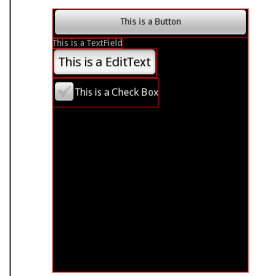 This is a Button
This is a TextField
This is a EditText
This is a Check Box